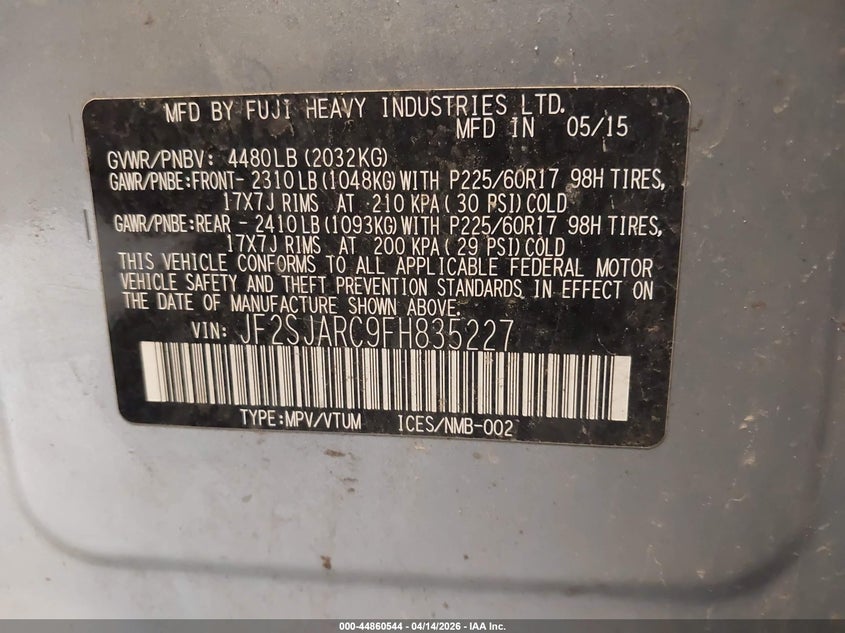 MFD BY FUJI HEAVY INDUSTRIES LTD.
MFD IN 05/15
GVWR/PNBV: 4480LB (2032KG)
GAWR/PNBE:FRONT- 2310LB (1048KG) WITH P225/60R17 98H TIRES,
17X7J RIMS AT 210 KPA ( 30 PSI) COLD
GAWR/PNBE:REAR - 2410LB (1093KG) WITH P225/60R17 98H TIRES,
17X7J RIMS AT 200 KPA (29 PSI) COLD
THIS VEHICLE CONFORMS TO ALL APPLICABLE FEDERAL MOTOR
VEHICLE SAFETY AND THEFT PREVENTION STANDARDS IN EFFECT ON
THE DATE OF MANUFACTURE SHOWN ABOVE.
VIN: JF2SJARC9FH835227
TYPE:MPV/VTUM ICES/NMB-002
000-44860544 - 04/14/2026 - IAA Inc.